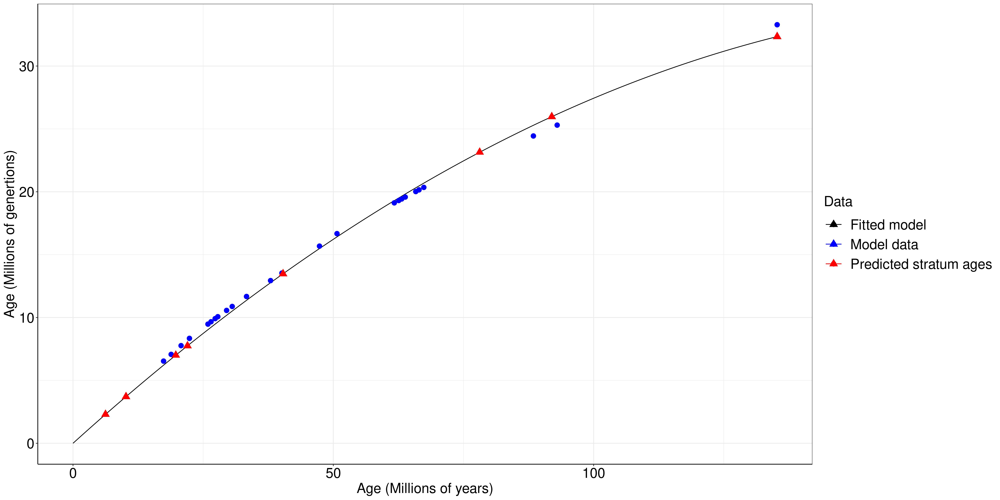 30
20
10
0
0
50
100
Age (Millions of years)
Age (Millions of genertions)
Data
Fitted model
Model data
Predicted stratum ages